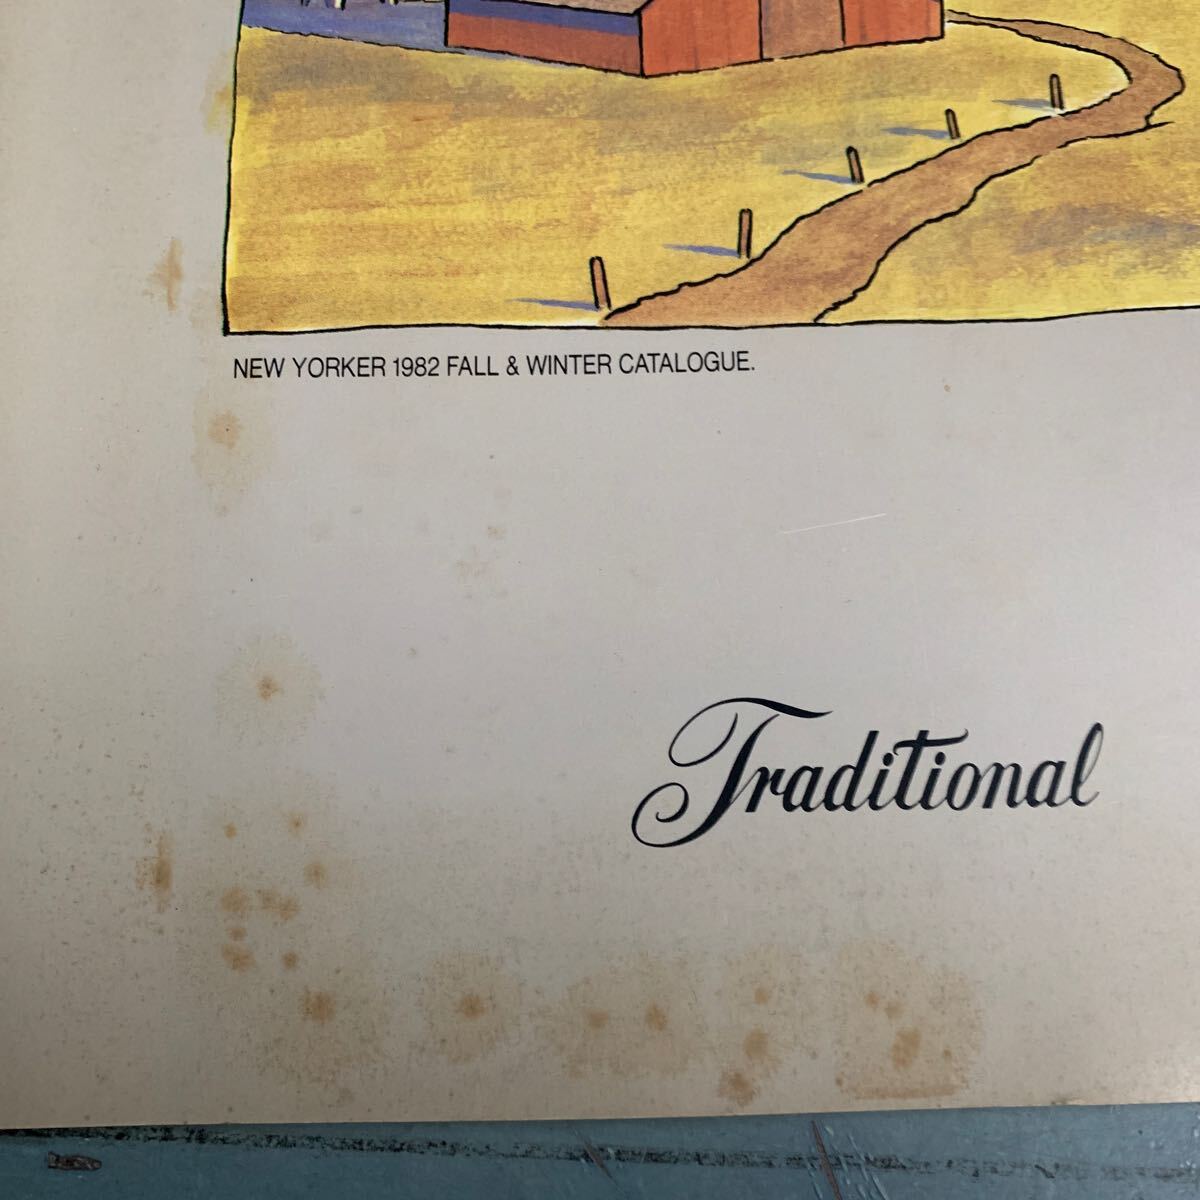 NEW YORKER 1982 FALL & WINTER CATALOGUE.
Traditional